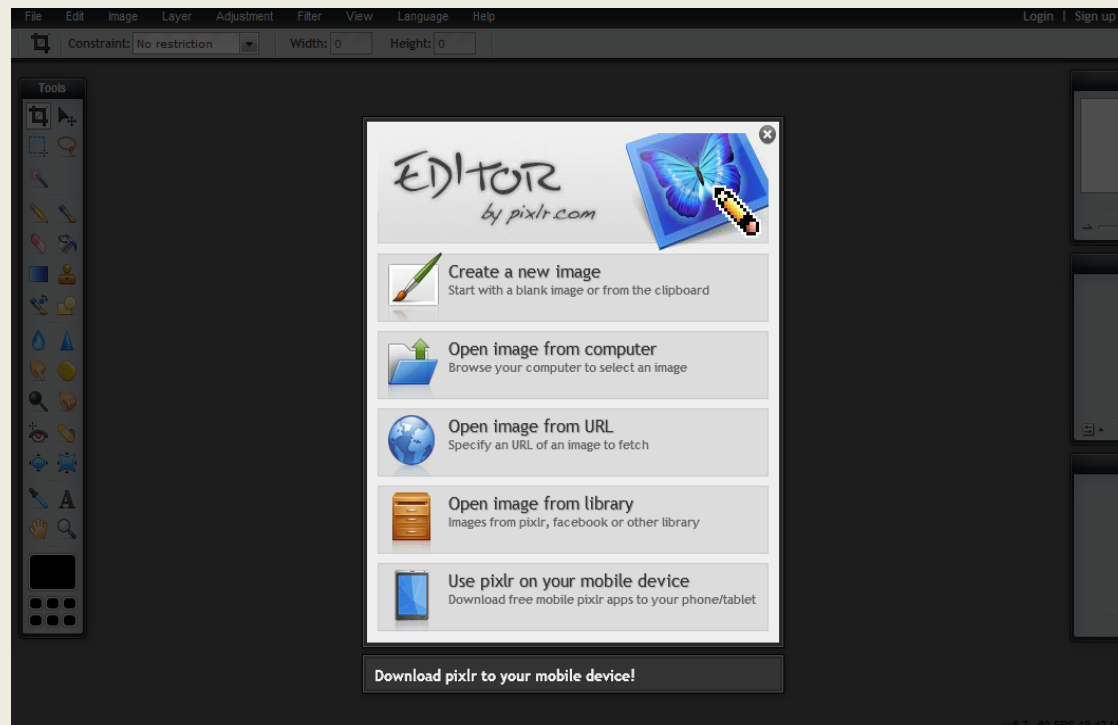 File Edit Image Layer Adjustment Filter View Language Help Login | Sign up
Constraint: No restriction Width: 0 Height: 0
Tools
EDITOR
by pixlr.com
Create a new image
Start with a blank image or from the clipboard
Open image from computer
Browse your computer to select an image
Open image from URL
Specify an URL of an image to fetch
Open image from library
Images from pixlr, facebook or other library
Use pixlr on your mobile device
Download free mobile pixlr apps to your phone/tablet
A
Download pixlr to your mobile device!